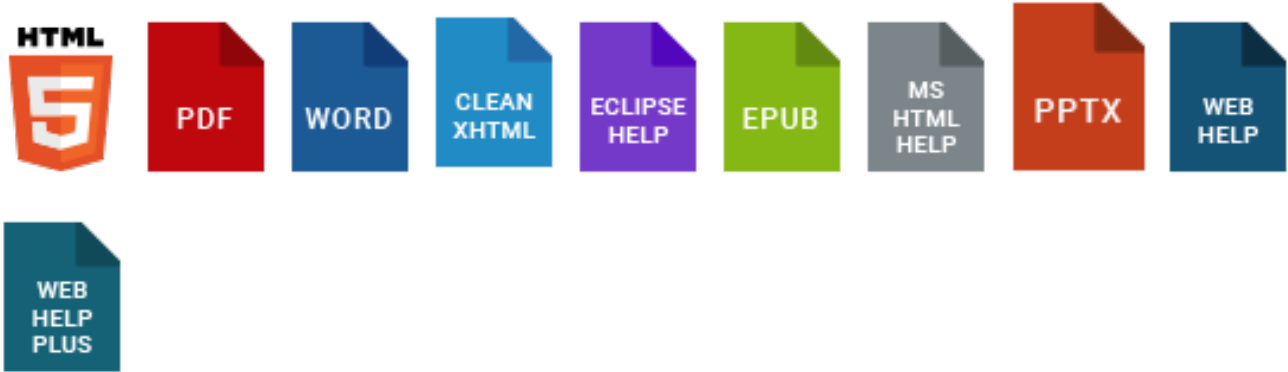 HTML
5
PDF
WORD
CLEAN
XHTML
ECLIPSE
HELP
EPUB
MS
HTML
HELP
PPTX
WEB
HELP
WEB
HELP
PLUS